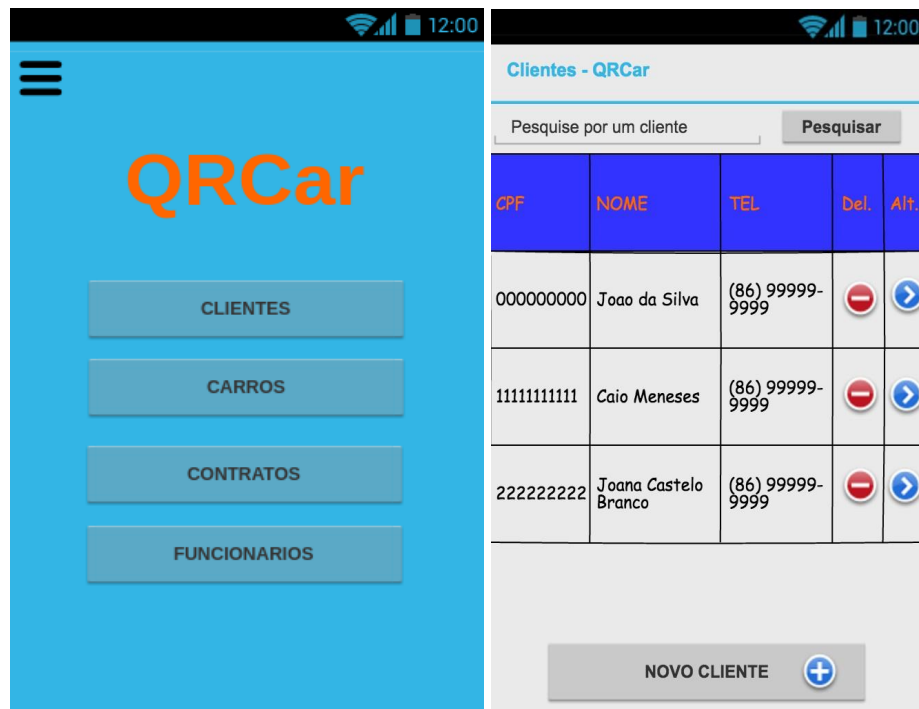 12:00
QRCar
CLIENTES
CARROS
CONTRATOS
FUNCIONARIOS
12:00
Clientes - QRCar
Pesquise por um cliente
Pesquisar
CPF NOME TEL Del. Alt.
000000000 Joao da Silva (86) 99999-
9999
11111111111 Caio Meneses (86) 99999-
9999
222222222 Joana Castelo (86) 99999-
Branco 9999
NOVO CLIENTE